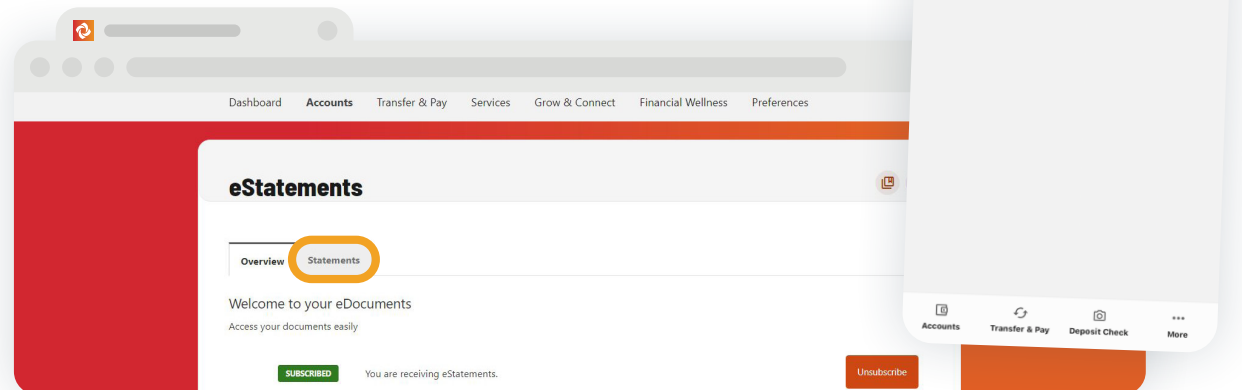 Dashboard Accounts Transfer & Pay Services Grow & Connect Financial Wellness Preferences
eStatements
Overview Statements
Welcome to your eDocuments
Access your documents easily
SUBSCRIBED You are receiving eStatements. Unsubscribe
Accounts Transfer & Pay Deposit Check More